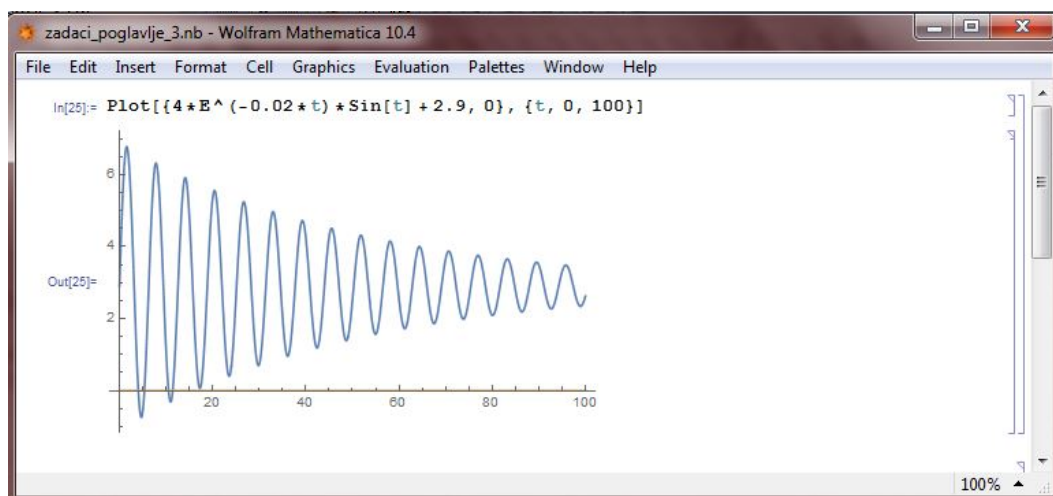 zadaci_poglavlje_3.nb - Wolfram Mathematica 10.4
File Edit Insert Format Cell Graphics Evaluation Palettes Window Help
In[25]:= Plot[{4*E^(-0.02*t)*Sin[t]+2.9, 0}, {t, 0, 100}]
6
4
Out[25]=
2
20 40 60 80 100
100%